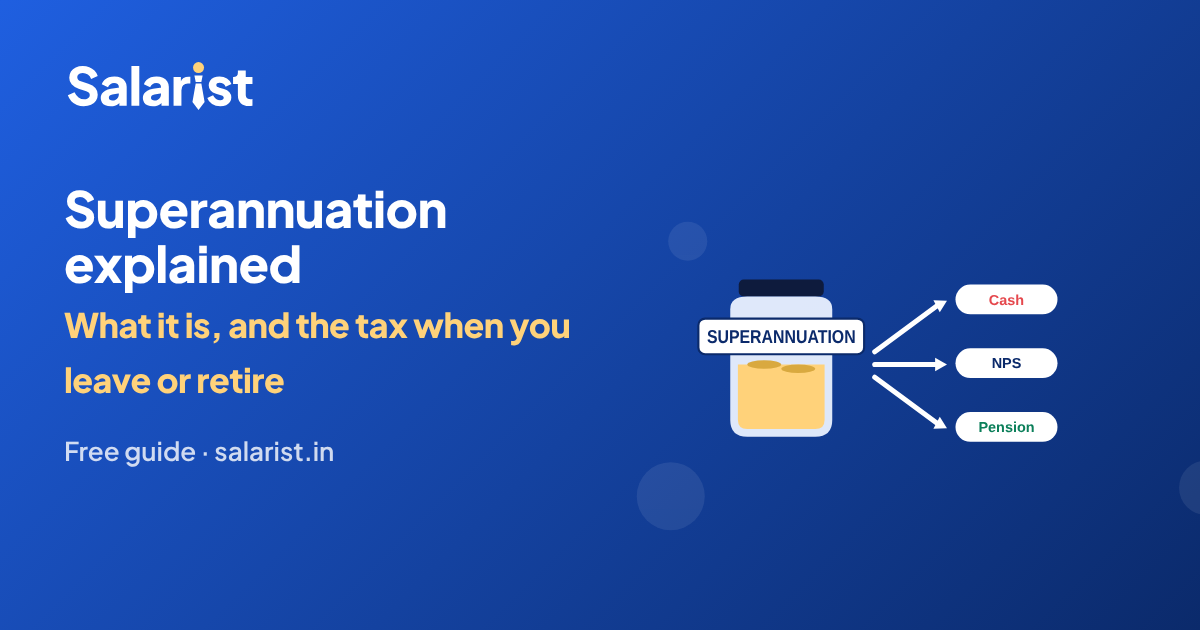 Salarist
Superannuation
explained
What it is, and the tax when you
leave or retire
Free guide · salarist.in
SUPERANNUATION
Cash
NPS
Pension